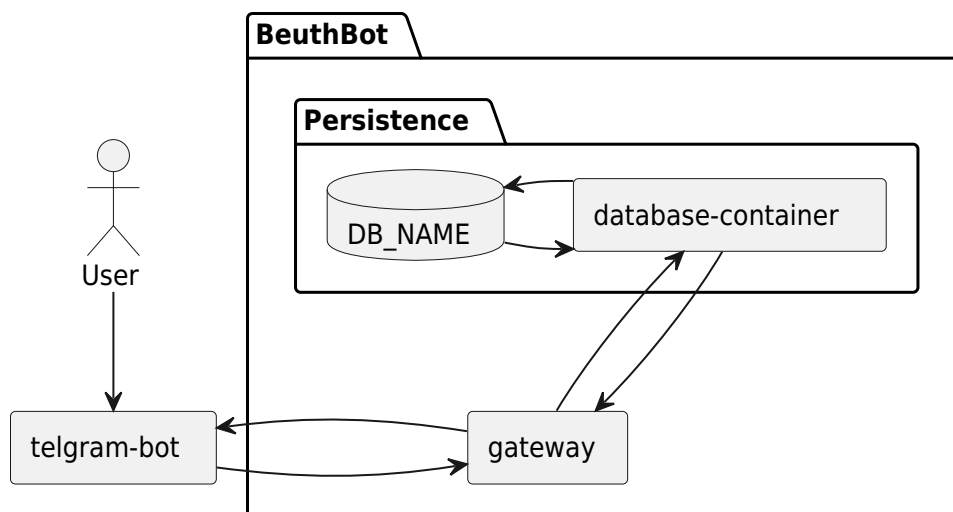 BeuthBot
Persistence
DB_NAME
database-container
User
telgram-bot
gateway